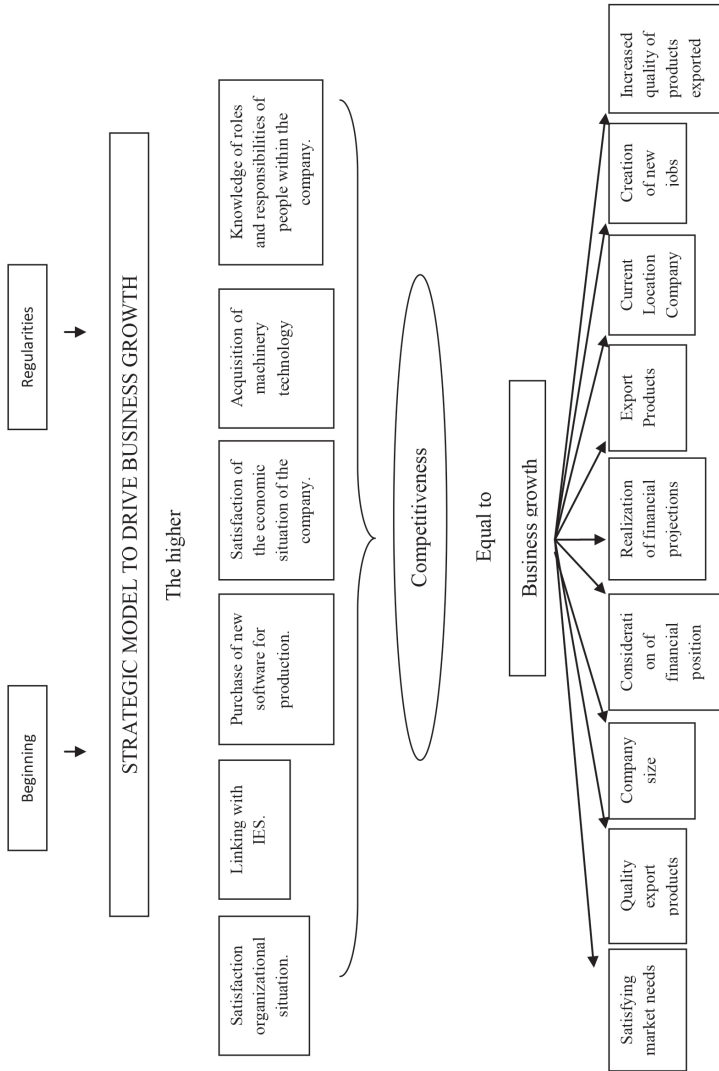 Beginning
Regularities
STRATEGIC MODEL TO DRIVE BUSINESS GROWTH
The higher
Satisfaction
organizational
situation.
Linking with
IES.
Purchase of new
software for
production.
Satisfaction of
the economic
situation of the
company.
Acquisition of
machinery
technology
Knowledge of roles
and responsibilities of
people within the
company.
Competitiveness
Equal to
Business growth
Satisfying
market needs
Quality
export
products
Company
size
Considerati
on of
financial
position
Realization
of financial
projections
Export
Products
Current
Location
Company
Creation
of new
jobs
Increased
quality of
products
exported